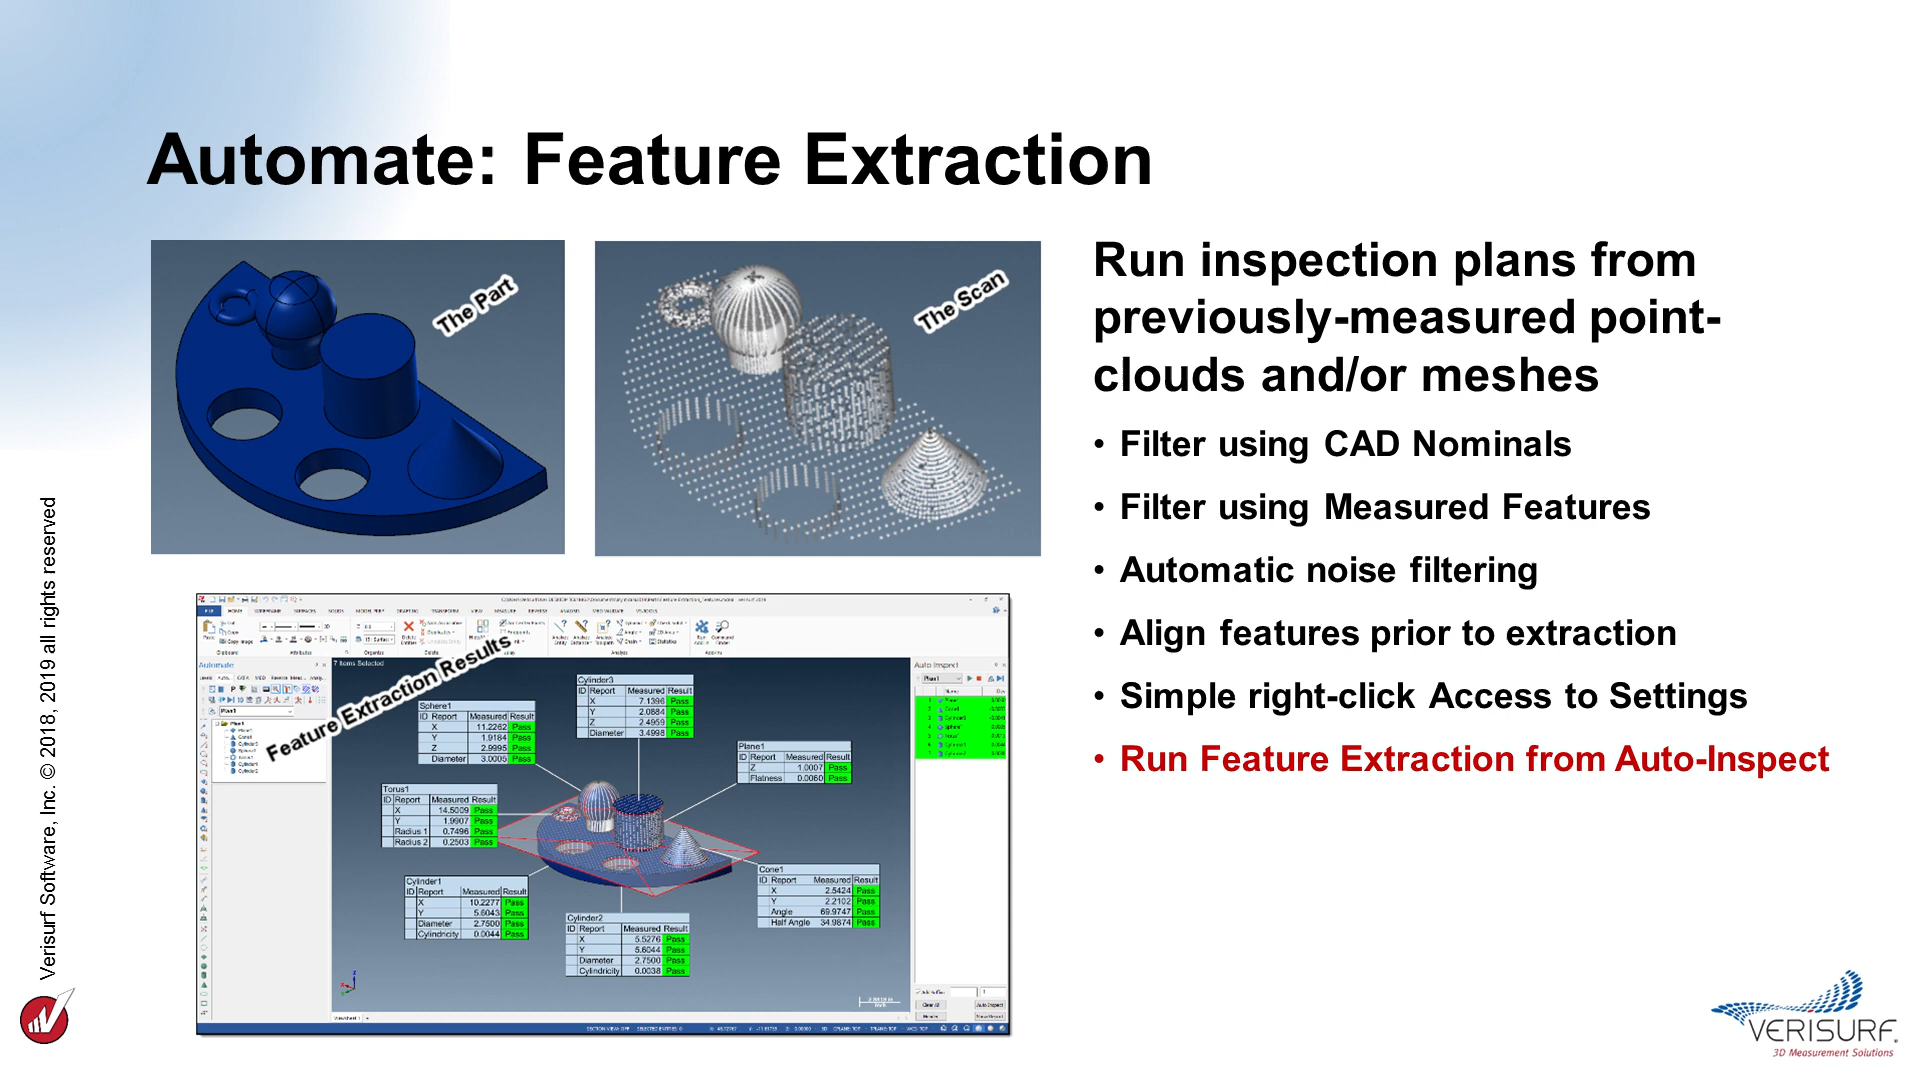 Automate: Feature Extraction
The Part
The Scan
Run inspection plans from
previously-measured point-
clouds and/or meshes
• Filter using CAD Nominals
• Filter using Measured Features
• Automatic noise filtering
• Align features prior to extraction
• Simple right-click Access to Settings
• Run Feature Extraction from Auto-Inspect
Feature Extraction Results
Automate
7 Items Selected
Auto Inspect
Plan1
Sphere1
ID Report Measured Result
X 11.2262 Pass
Y 1.9184 Pass
Z 2.9995 Pass
Diameter 3.0005 Pass
Cylinder3
ID Report Measured Result
X 7.1396 Pass
Y 2.0884 Pass
Z 2.4959 Pass
Diameter 3.4998 Pass
Plane1
ID Report Measured Result
Z 1.0007 Pass
Flatness 0.0060 Pass
Torus1
ID Report Measured Result
X 14.5009 Pass
Y 1.9907 Pass
Radius 1 0.7496 Pass
Radius 2 0.2503 Pass
Cylinder1
ID Report Measured Result
X 10.2277 Pass
Y 5.6043 Pass
Diameter 2.7500 Pass
Cylindricity 0.0044 Pass
Cylinder2
ID Report Measured Result
X 5.5276 Pass
Y 5.6044 Pass
Diameter 2.7500 Pass
Cylindricity 0.0038 Pass
Cone1
ID Report Measured Result
X 2.5424 Pass
Y 2.2102 Pass
Angle 69.9747 Pass
Half Angle 34.9874 Pass
Verisurf Software, Inc. © 2018, 2019 all rights reserved
VERISURF.
3D Measurement Solutions